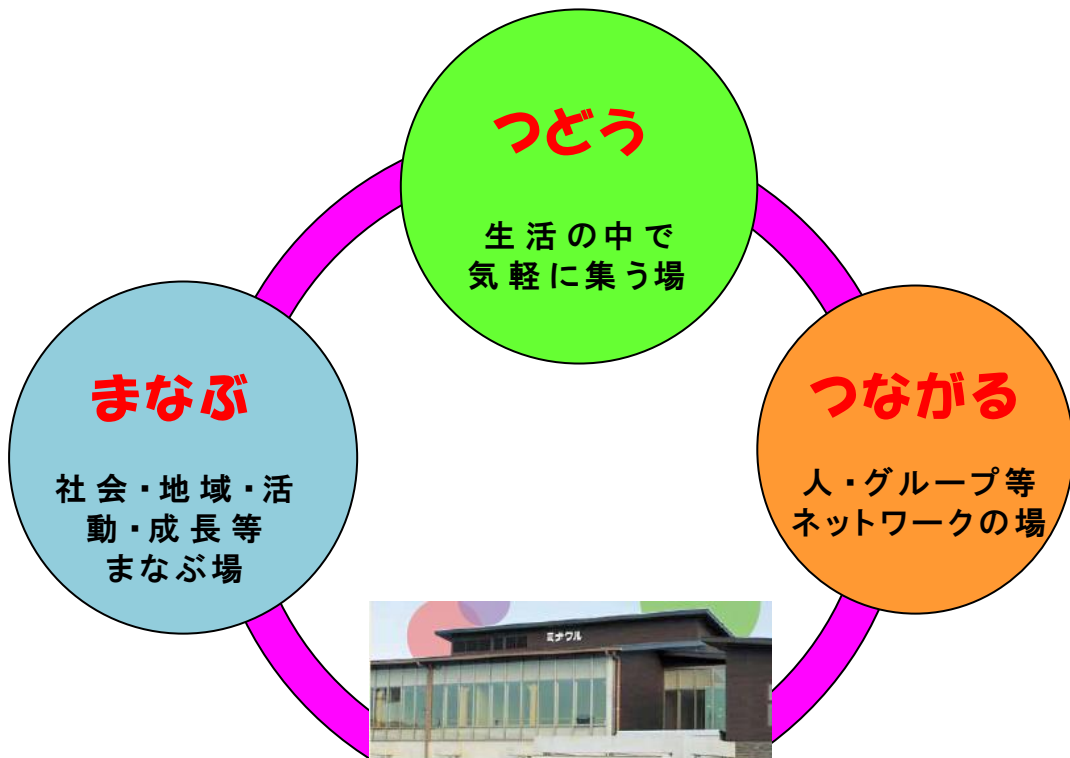 つどう
生活の中で
気軽に集う場
まなぶ
社会・地域・活
動・成長等
まなぶ場
つながる
人・グループ等
ネットワークの場
ミナクル